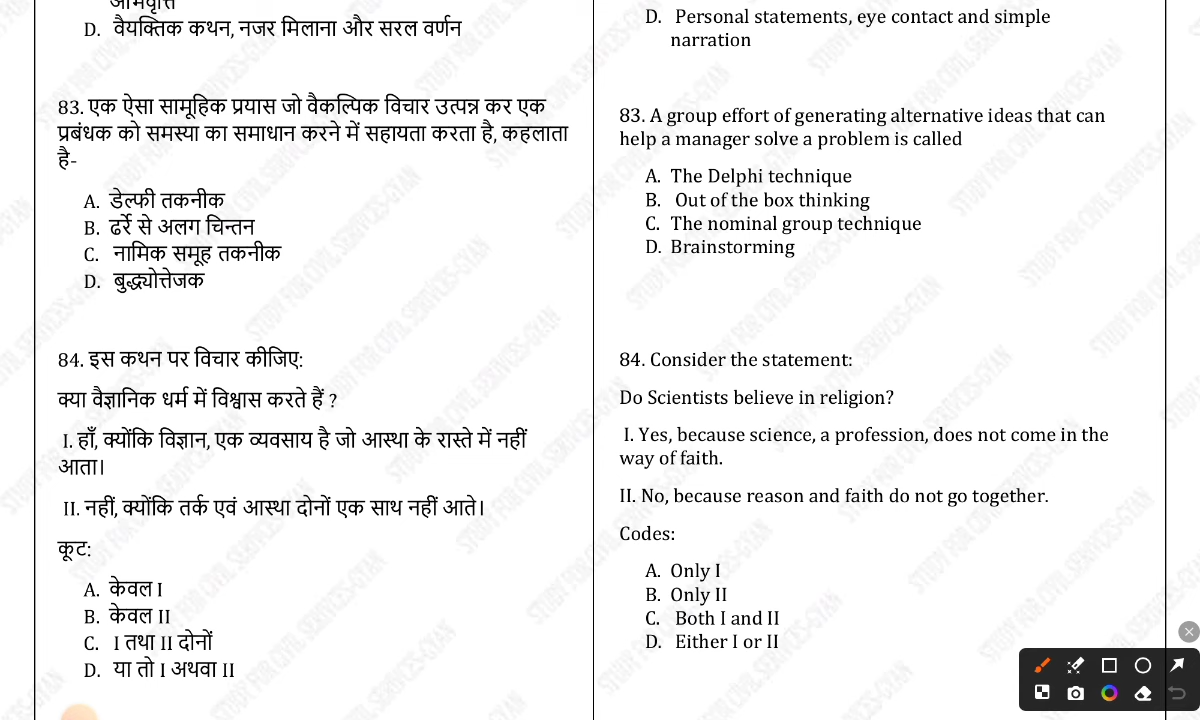 D. वैयक्तिक कथन, नजर मिलाना और सरल वर्णन
83. एक ऐसा सामूहिक प्रयास जो वैकल्पिक विचार उत्पन्न कर एक
प्रबंधक को समस्या का समाधान करने में सहायता करता है, कहलाता
है-
A. डेल्फी तकनीक
B. ढर्रे से अलग चिन्तन
C. नामिक समूह तकनीक
D. बुद्ध्योत्तेजक
84. इस कथन पर विचार कीजिए:
क्या वैज्ञानिक धर्म में विश्वास करते हैं ?
I. हाँ, क्योंकि विज्ञान, एक व्यवसाय है जो आस्था के रास्ते में नहीं
आता।
II. नहीं, क्योंकि तर्क एवं आस्था दोनों एक साथ नहीं आते।
कूट:
A. केवल I
B. केवल II
C. I तथा II दोनों
D. या तो I अथवा II
D. Personal statements, eye contact and simple
narration
83. A group effort of generating alternative ideas that can
help a manager solve a problem is called
A. The Delphi technique
B. Out of the box thinking
C. The nominal group technique
D. Brainstorming
84. Consider the statement:
Do Scientists believe in religion?
I. Yes, because science, a profession, does not come in the
way of faith.
II. No, because reason and faith do not go together.
Codes:
A. Only I
B. Only II
C. Both I and II
D. Either I or II